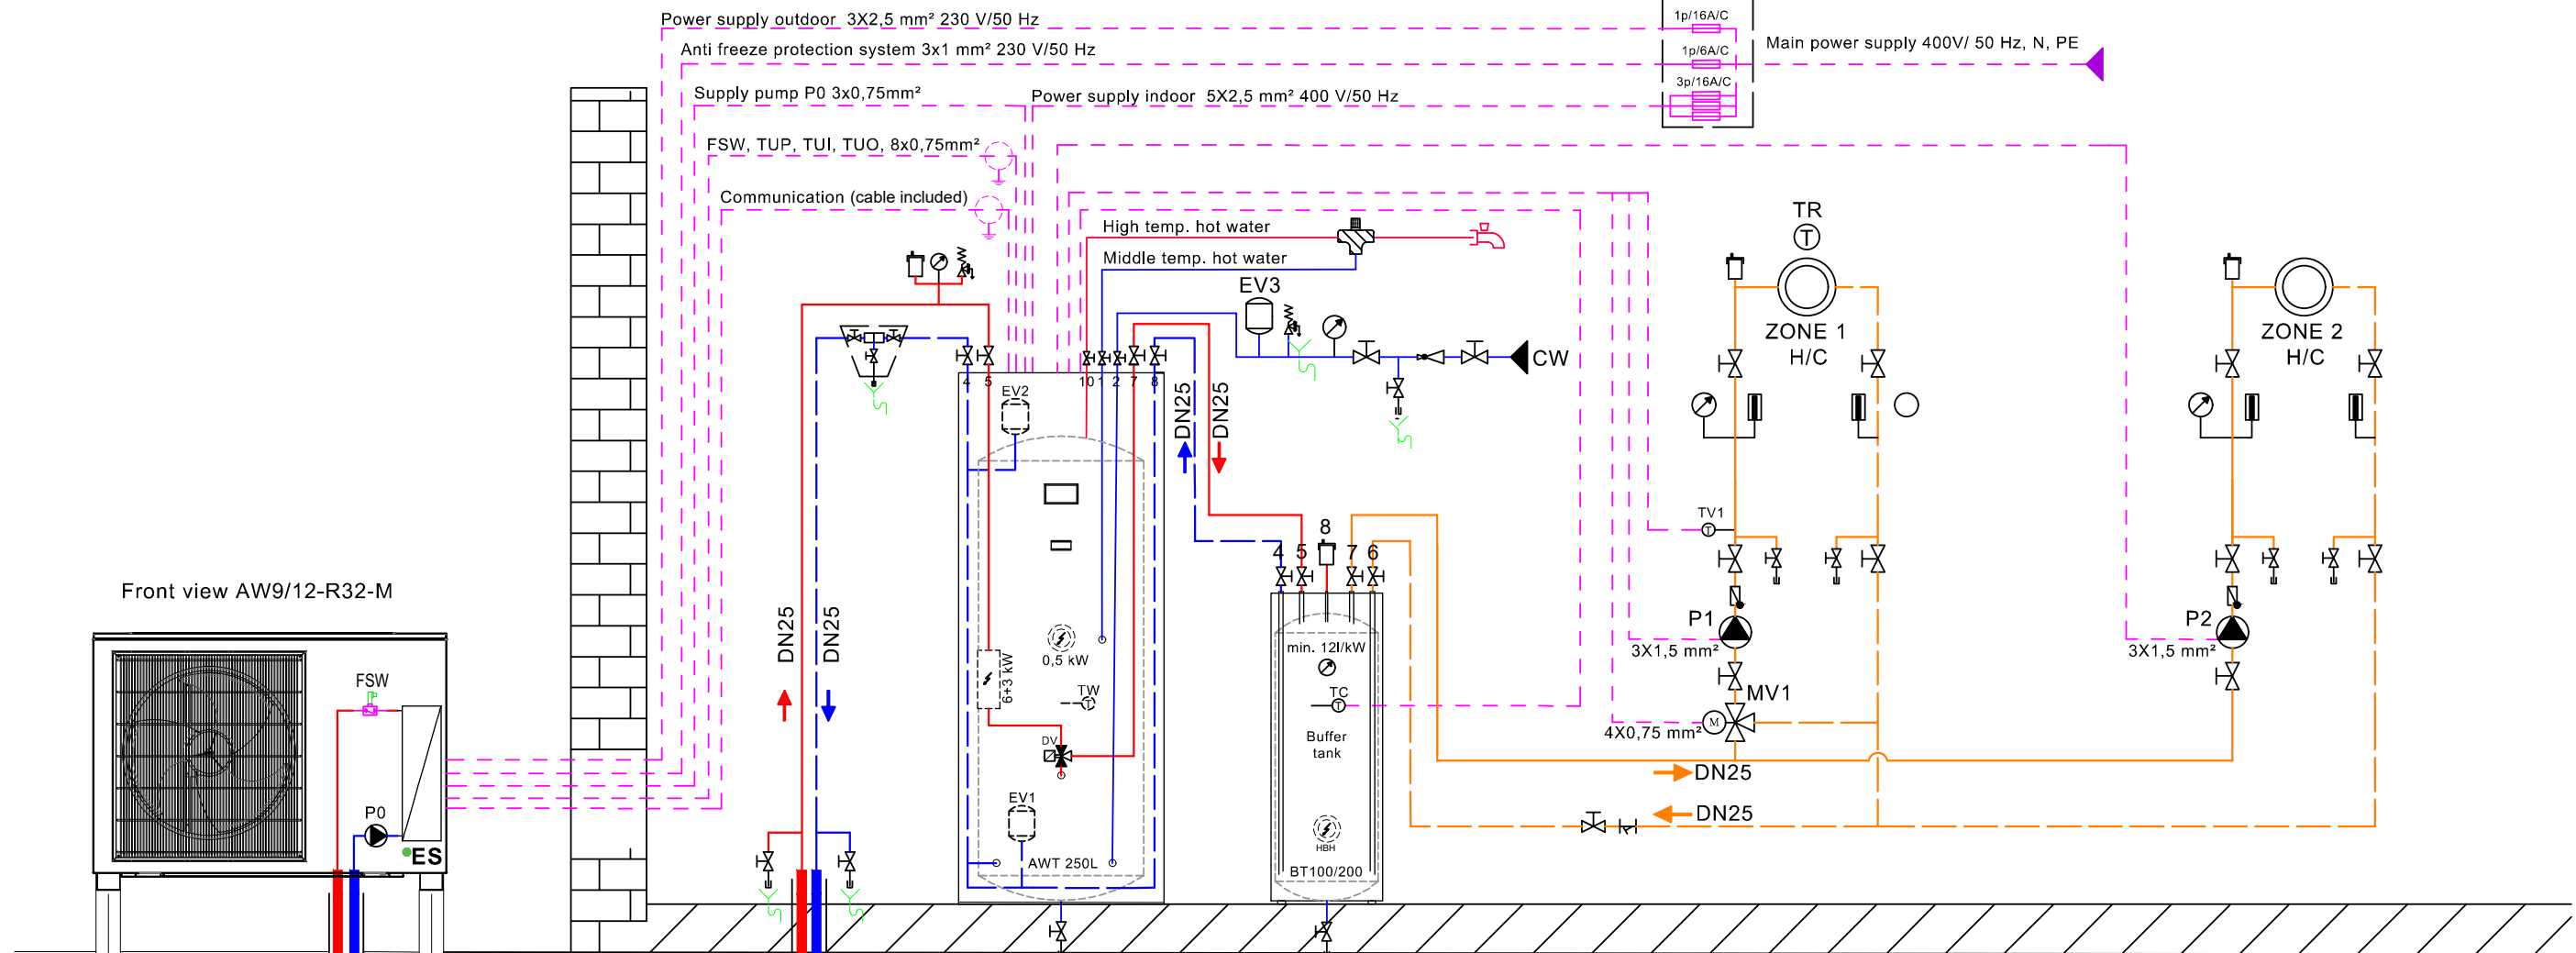 Power supply outdoor 3X2,5 mm² 230 V/50 Hz
1p/16A/C
Anti freeze protection system 3x1 mm² 230 V/50 Hz
1p/6A/C
Main power supply 400V/ 50 Hz, N, PE
3p/16A/C
Supply pump P0 3x0,75mm²
Power supply indoor 5X2,5 mm² 400 V/50 Hz
FSW, TUP, TUI, TUO, 8x0,75mm²
Communication (cable included)
High temp. hot water
Middle temp. hot water
EV3
CW
TR
T
ZONE 1
H/C
ZONE 2
H/C
4
5
10
1
2
7
8
EV2
DN25
DN25
TV1
T
8
4
5
7
6
Front view AW9/12-R32-M
DN25
DN25
P1
3X1,5 mm²
P2
3X1,5 mm²
min. 12l/kW
0,5 kW
6+3 kW
TW
T
TC
T
FSW
MV1
M
4X0,75 mm²
DV
Buffer
tank
DN25
DN25
EV1
P0
ES
HBH
AWT 250L
BT100/200